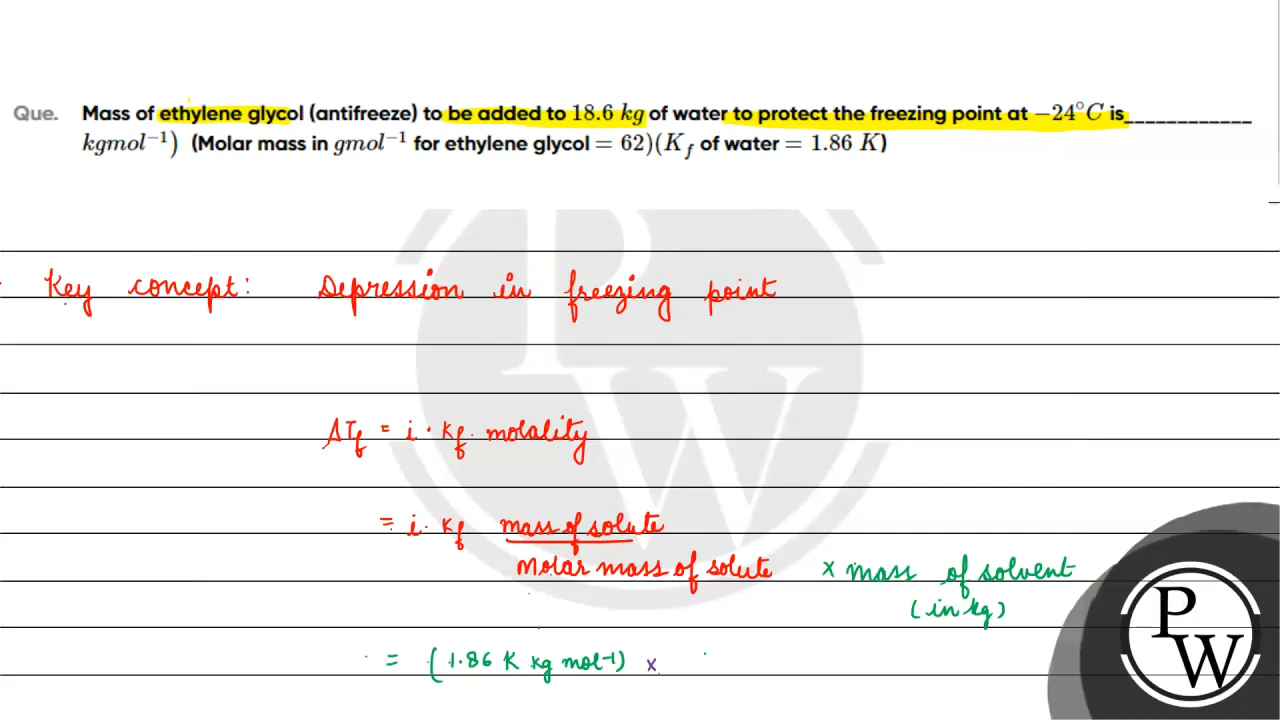 Que. Mass of ethylene glycol (antifreeze) to be added to 18.6 kg of water to protect the freezing point at −24°C is____________
kgmol⁻¹) (Molar mass in gmol⁻¹ for ethylene glycol = 62)(K_f of water = 1.86 K)
Key concept: Depression in freezing point
ΔT_f = i · K_f · molality
= i · K_f mass of solute
Molar mass of solute × mass of solvent
(in kg)
= (1.86 K kg mol⁻¹) ×
P
W
P
W